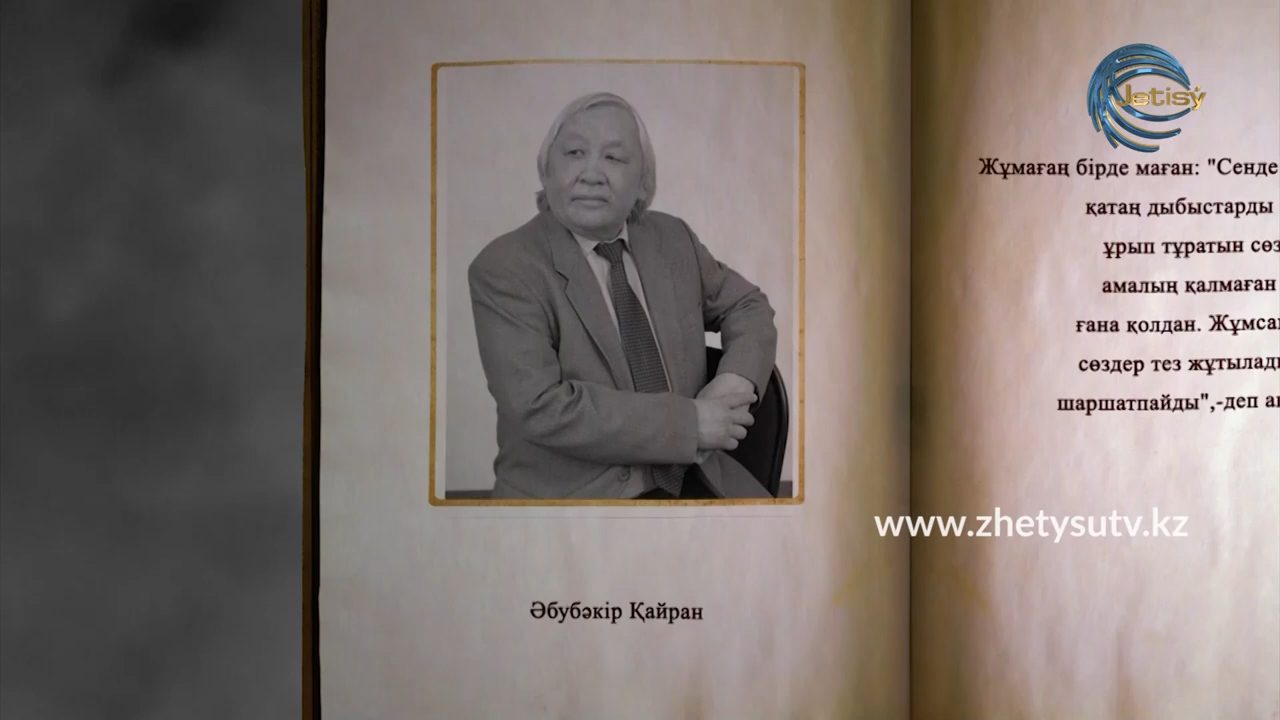 Jetisý
Жұмағаң бірде маған: "Сенде
қатаң дыбыстарды
ұрып тұратын сөз
амалың қалмаған
ғана қолдан. Жұмса
сөздер тез жұтылад
шаршатпайды",-деп
www.zhetysutv.kz
Әбубәкір Қайран